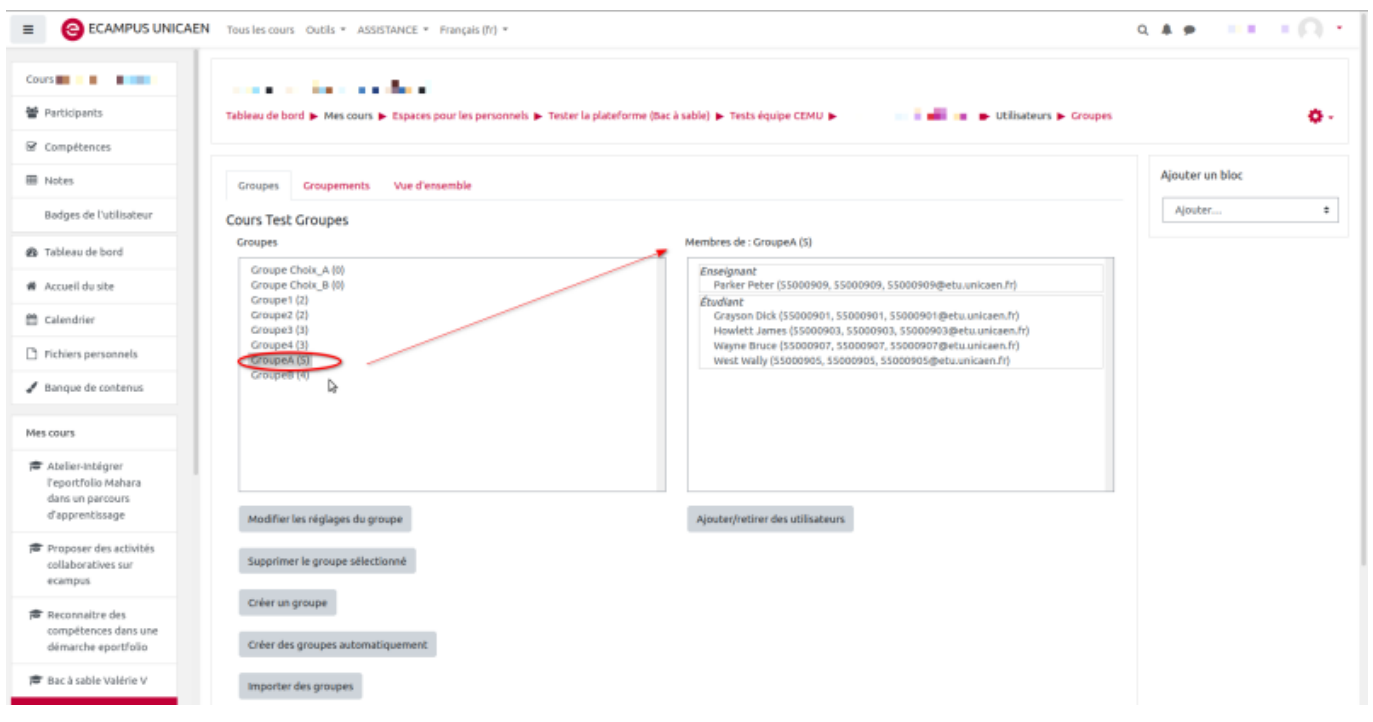 ECAMPUS UNICAEN Tous les cours Outils ASSISTANCE Français (fr)
Cours
Participants
Compétences
Notes
Badges de l'utilisateur
Tableau de bord
Accueil du site
Calendrier
Fichiers personnels
Banque de contenus
Mes cours
Atelier-Intégrer
l'eportfolio Mahara
dans un parcours
d'apprentissage
Proposer des activités
collaboratives sur
ecampus
Reconnaitre des
compétences dans une
démarche eportfolio
Bac à sable Valérie V
Tableau de bord ▶ Mes cours ▶ Espaces pour les personnels ▶ Tester la plateforme (Bac à sable) ▶ Tests équipe CEMU ▶ ▶ Utilisateurs ▶ Groupes
Groupes Groupements Vue d'ensemble
Cours Test Groupes
Groupes
Groupe Choix_A (0)
Groupe Choix_B (0)
Groupe1 (2)
Groupe2 (2)
Groupe3 (3)
Groupe4 (3)
GroupeA (5)
GroupeB (4)
Modifier les réglages du groupe
Supprimer le groupe sélectionné
Créer un groupe
Créer des groupes automatiquement
Importer des groupes
Membres de : GroupeA (5)
Enseignant
Parker Peter (55000909, 55000909, 55000909@etu.unicaen.fr)
Étudiant
Grayson Dick (55000901, 55000901, 55000901@etu.unicaen.fr)
Howlett James (55000903, 55000903, 55000903@etu.unicaen.fr)
Wayne Bruce (55000907, 55000907, 55000907@etu.unicaen.fr)
West Wally (55000905, 55000905, 55000905@etu.unicaen.fr)
Ajouter/retirer des utilisateurs
Ajouter un bloc
Ajouter...